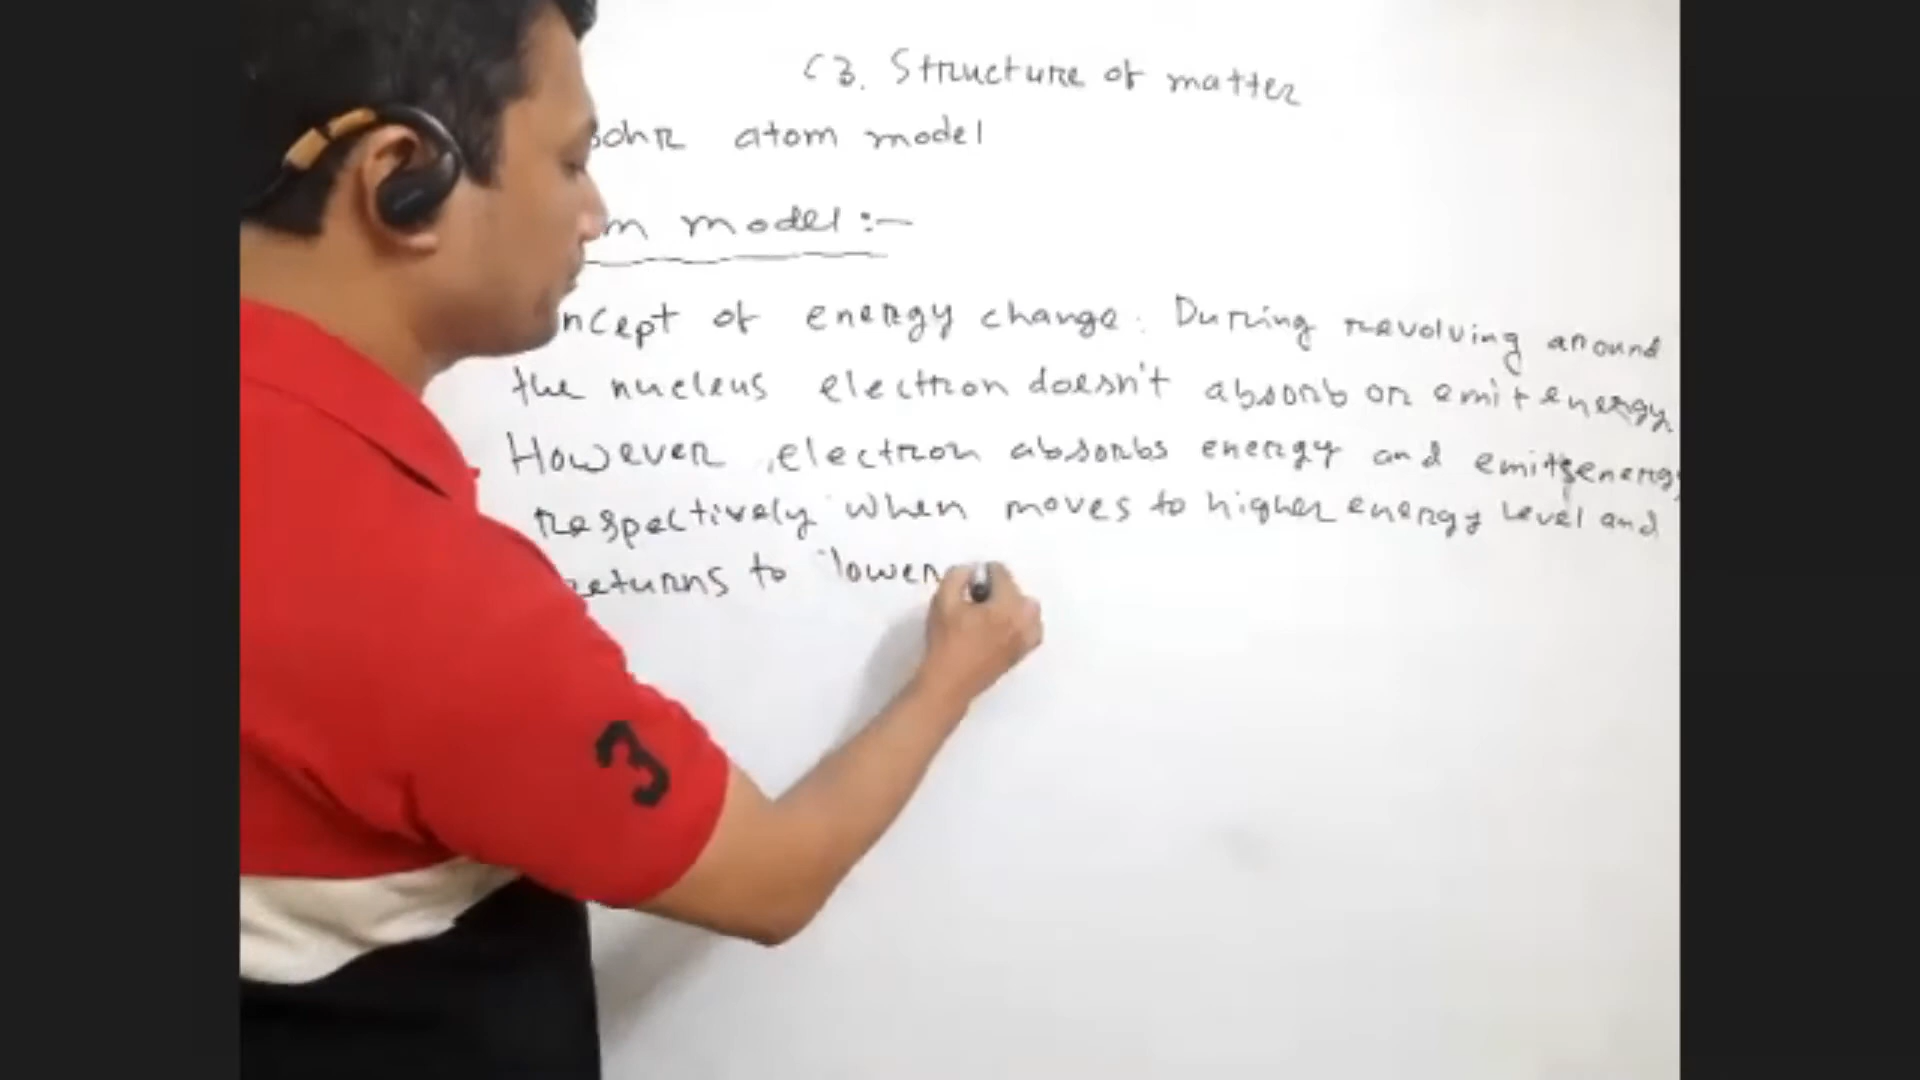 C3. Structure of matter
atom model
model :-
of energy change: During revolving around
the nucleus electron doesn't absorb or emit energy.
However, electron absorbs energy and emits energy
respectively when moves to higher energy level and
returns to lower
3